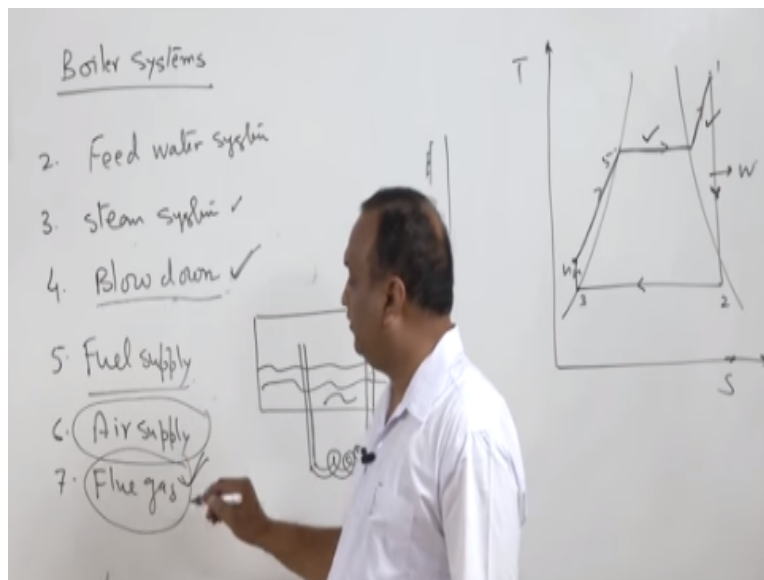 Boiler systems
2. Feed water system
3. steam system
4. Blow down
5. Fuel supply
6. Air supply
7. Flue gas
T
1
5
W
4
3
2
S